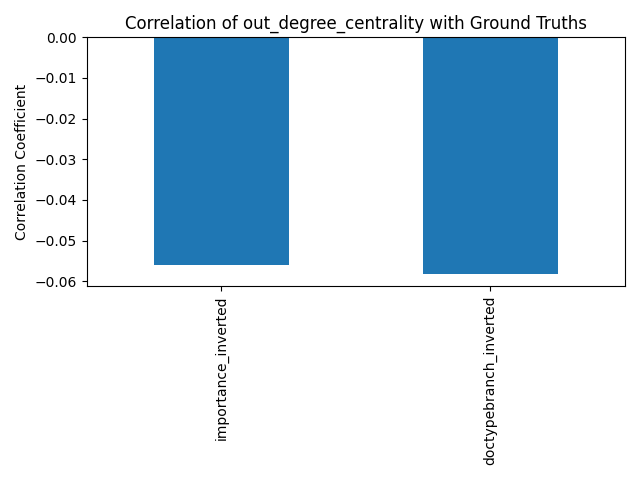 Correlation of out_degree_centrality with Ground Truths
0.00
−0.01
−0.02
−0.03
−0.04
−0.05
−0.06
Correlation Coefficient
importance_inverted
doctypebranch_inverted